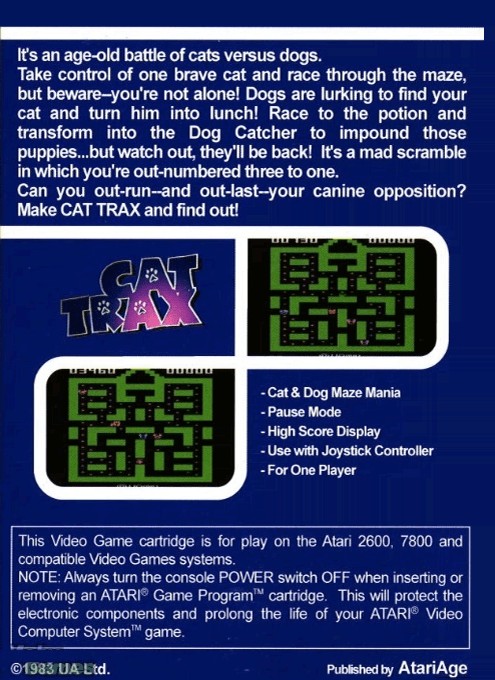 It's an age-old battle of cats versus dogs.
Take control of one brave cat and race through the maze,
but beware--you're not alone! Dogs are lurking to find your
cat and turn him into lunch! Race to the potion and
transform into the Dog Catcher to impound those
puppies...but watch out, they'll be back! It's a mad scramble
in which you're out-numbered three to one.
Can you out-run--and out-last--your canine opposition?
Make CAT TRAX and find out!
CAT
TRAX
- Cat & Dog Maze Mania
- Pause Mode
- High Score Display
- Use with Joystick Controller
- For One Player
This Video Game cartridge is for play on the Atari 2600, 7800 and
compatible Video Games systems.
NOTE: Always turn the console POWER switch OFF when inserting or
removing an ATARI® Game Program™ cartridge. This will protect the
electronic components and prolong the life of your ATARI® Video
Computer System™ game.
©1983 UA Ltd.
Published by AtariAge